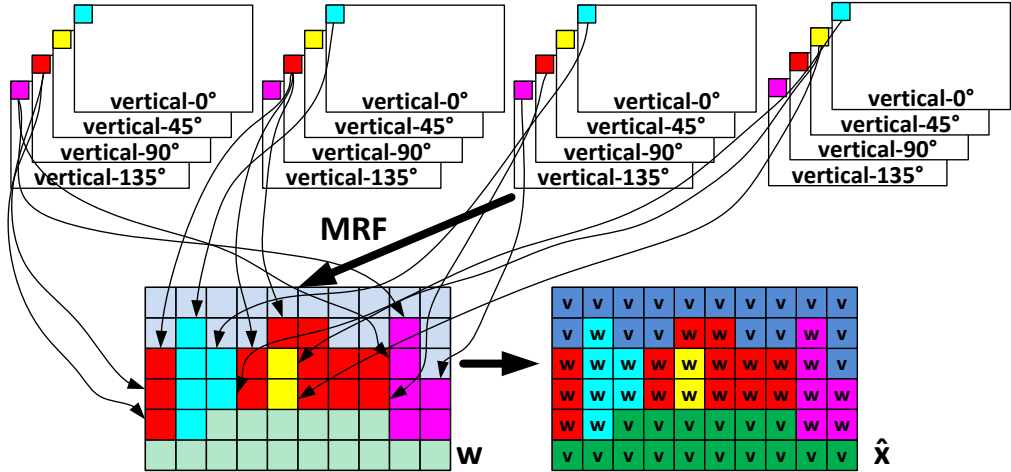 vertical-0° vertical-0° vertical-0° vertical-0°
vertical-45° vertical-45° vertical-45° vertical-45°
vertical-90° vertical-90° vertical-90° vertical-90°
vertical-135° vertical-135° vertical-135° vertical-135°
MRF
v v v v v v v v v v
v w v v w w v v w v
w w w w w w w w w v
w w w w w w w w w w
w w v v v v v v w w
v v v v v v v v v v
w x̂